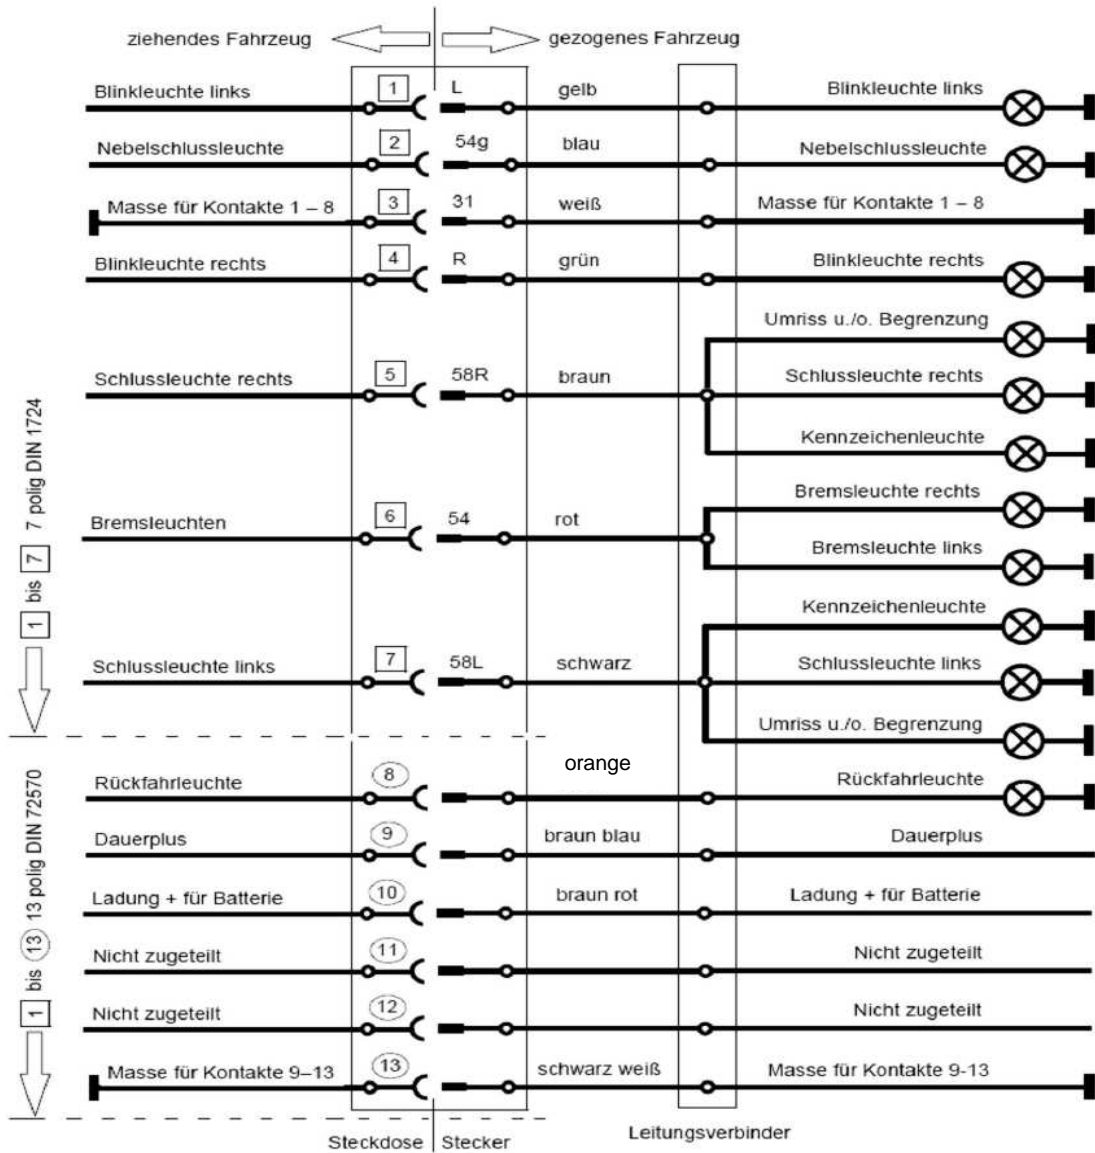 ziehendes Fahrzeug gezogenes Fahrzeug
Blinkleuchte links 1 L gelb Blinkleuchte links
Nebelschlussleuchte 2 54g blau Nebelschlussleuchte
Masse für Kontakte 1 – 8 3 31 weiß Masse für Kontakte 1 – 8
Blinkleuchte rechts 4 R grün Blinkleuchte rechts
Umriss u./o. Begrenzung
Schlussleuchte rechts 5 58R braun Schlussleuchte rechts
Kennzeichenleuchte
Bremsleuchte rechts
Bremsleuchten 6 54 rot
Bremsleuchte links
Kennzeichenleuchte
Schlussleuchte links 7 58L schwarz Schlussleuchte links
Umriss u./o. Begrenzung
1 bis 7 7 polig DIN 1724
Rückfahrleuchte 8 orange Rückfahrleuchte
Dauerplus 9 braun blau Dauerplus
Ladung + für Batterie 10 braun rot Ladung + für Batterie
Nicht zugeteilt 11 Nicht zugeteilt
Nicht zugeteilt 12 Nicht zugeteilt
Masse für Kontakte 9–13 13 schwarz weiß Masse für Kontakte 9-13
1 bis 13 13 polig DIN 72570
Steckdose Stecker Leitungsverbinder